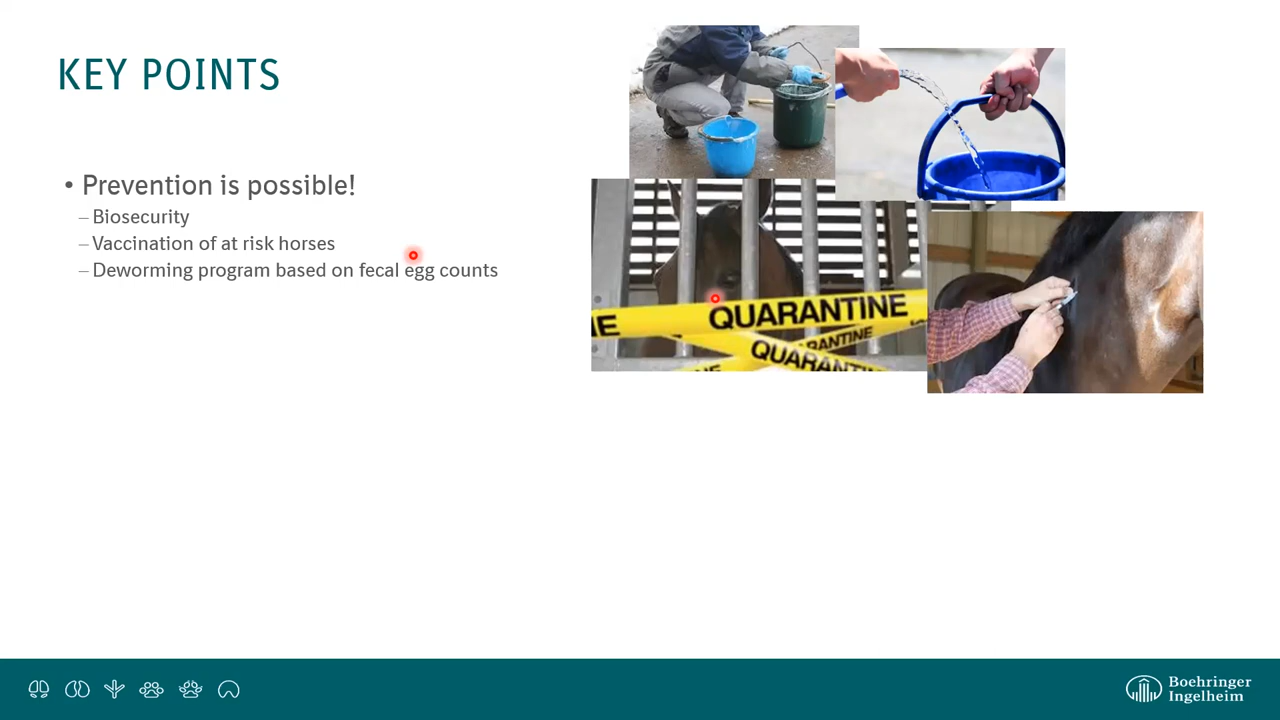 KEY POINTS
• Prevention is possible!
– Biosecurity
– Vaccination of at risk horses
– Deworming program based on fecal egg counts
NE
QUARANTINE
QUARANTINE
Boehringer
Ingelheim